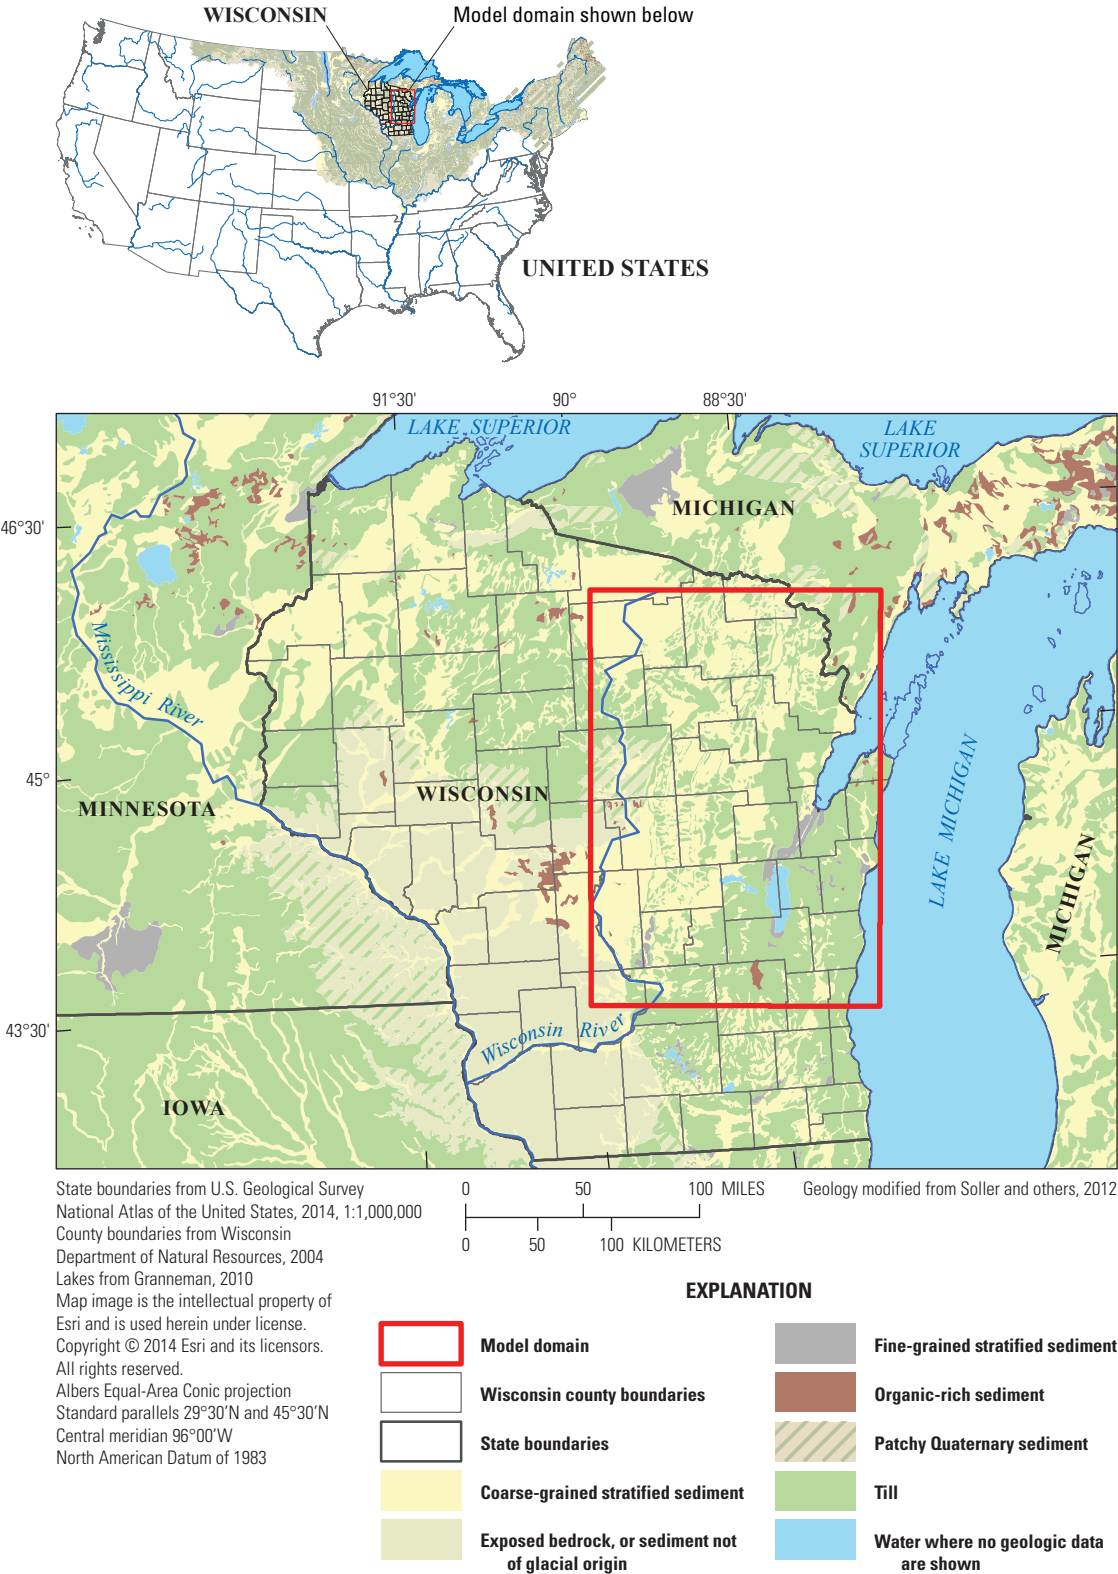 WISCONSIN
Model domain shown below
UNITED STATES
91°30'
90°
88°30'
LAKE SUPERIOR
LAKE
SUPERIOR
MICHIGAN
46°30'
Mississippi River
45°
MINNESOTA
WISCONSIN
LAKE MICHIGAN
MICHIGAN
43°30'
Wisconsin River
IOWA
State boundaries from U.S. Geological Survey
National Atlas of the United States, 2014, 1:1,000,000
County boundaries from Wisconsin
Department of Natural Resources, 2004
Lakes from Granneman, 2010
Map image is the intellectual property of
Esri and is used herein under license.
Copyright © 2014 Esri and its licensors.
All rights reserved.
Albers Equal-Area Conic projection
Standard parallels 29°30'N and 45°30'N
Central meridian 96°00'W
North American Datum of 1983
0 50 100 MILES
0 50 100 KILOMETERS
Geology modified from Soller and others, 2012
EXPLANATION
Model domain
Wisconsin county boundaries
State boundaries
Coarse-grained stratified sediment
Exposed bedrock, or sediment not
of glacial origin
Fine-grained stratified sediment
Organic-rich sediment
Patchy Quaternary sediment
Till
Water where no geologic data
are shown